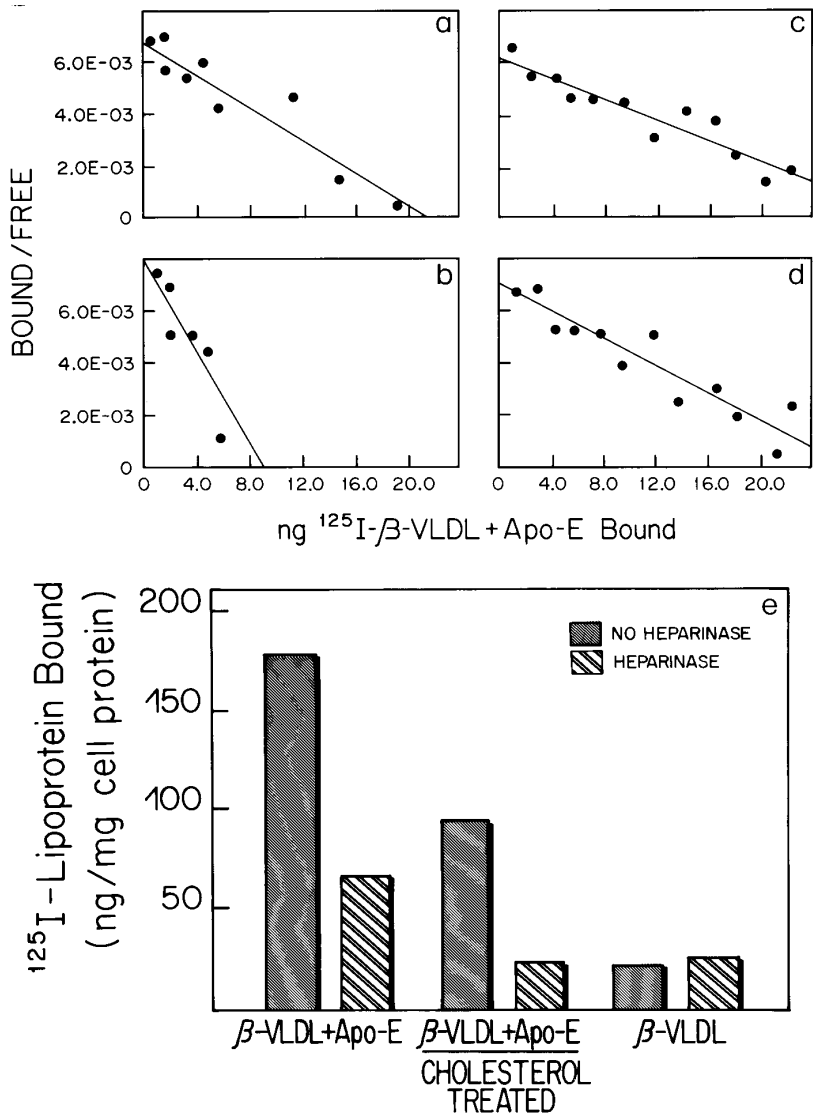 a
c
6.0E-03
4.0E-03
2.0E-03
0
b
d
6.0E-03
4.0E-03
2.0E-03
0
BOUND/FREE
0 4.0 8.0 12.0 16.0 20.0
0 4.0 8.0 12.0 16.0 20.0
ng ¹²⁵I-β-VLDL+Apo-E Bound
e
200
150
100
50
¹²⁵I-Lipoprotein Bound
(ng/mg cell protein)
NO HEPARINASE
HEPARINASE
β-VLDL+Apo-E
β-VLDL+Apo-E
CHOLESTEROL
TREATED
β-VLDL